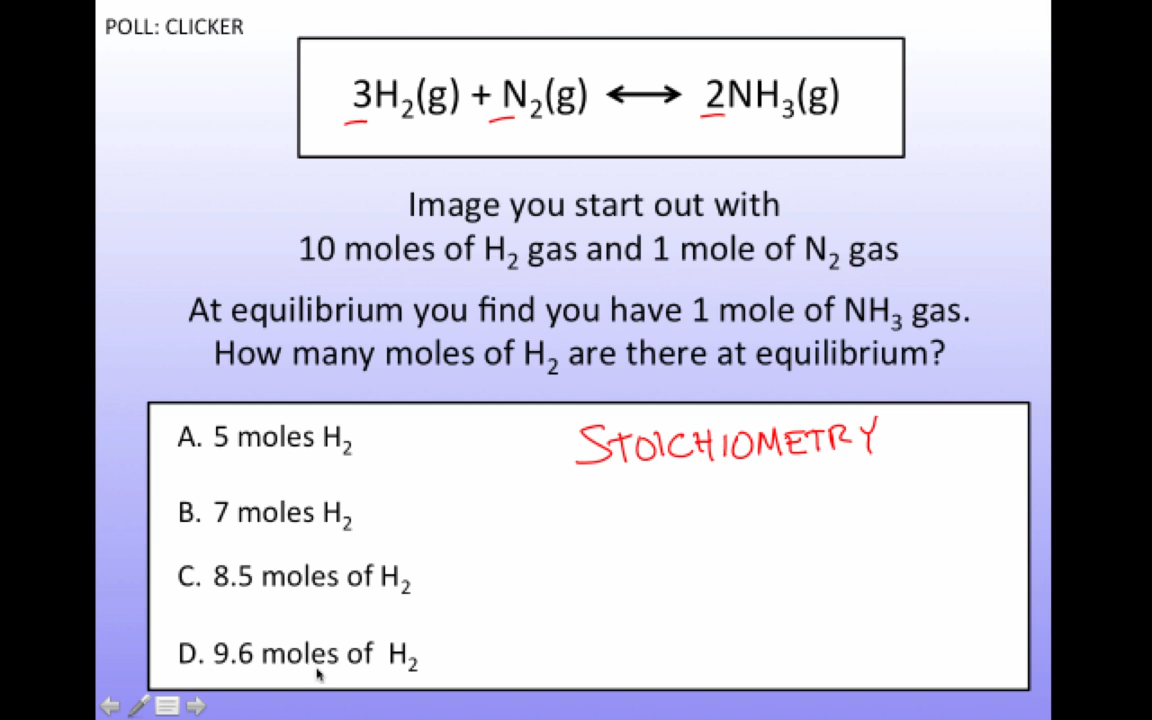 POLL: CLICKER
3H₂(g) + N₂(g) ⟷ 2NH₃(g)
Image you start out with
10 moles of H₂ gas and 1 mole of N₂ gas
At equilibrium you find you have 1 mole of NH₃ gas.
How many moles of H₂ are there at equilibrium?
A. 5 moles H₂
STOICHIOMETRY
B. 7 moles H₂
C. 8.5 moles of H₂
D. 9.6 moles of H₂